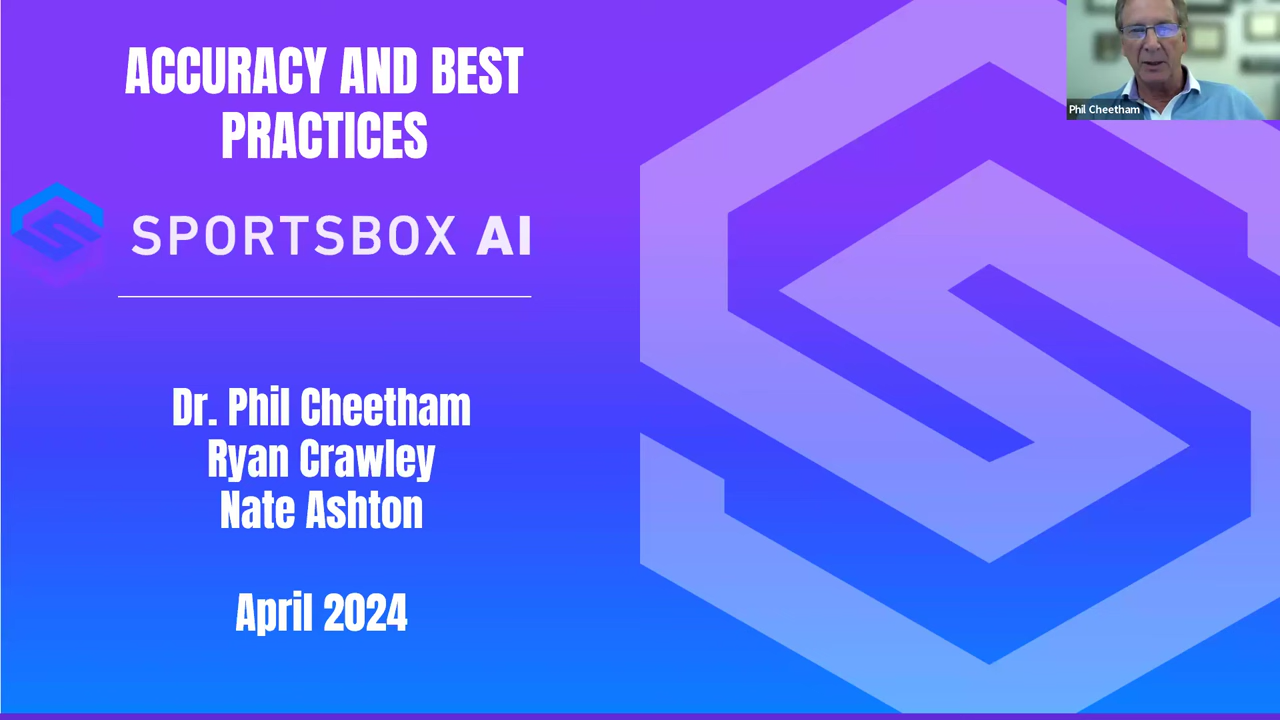 ACCURACY AND BEST
PRACTICES
SPORTSBOX AI
Dr. Phil Cheetham
Ryan Crawley
Nate Ashton
April 2024
Phil Cheetham